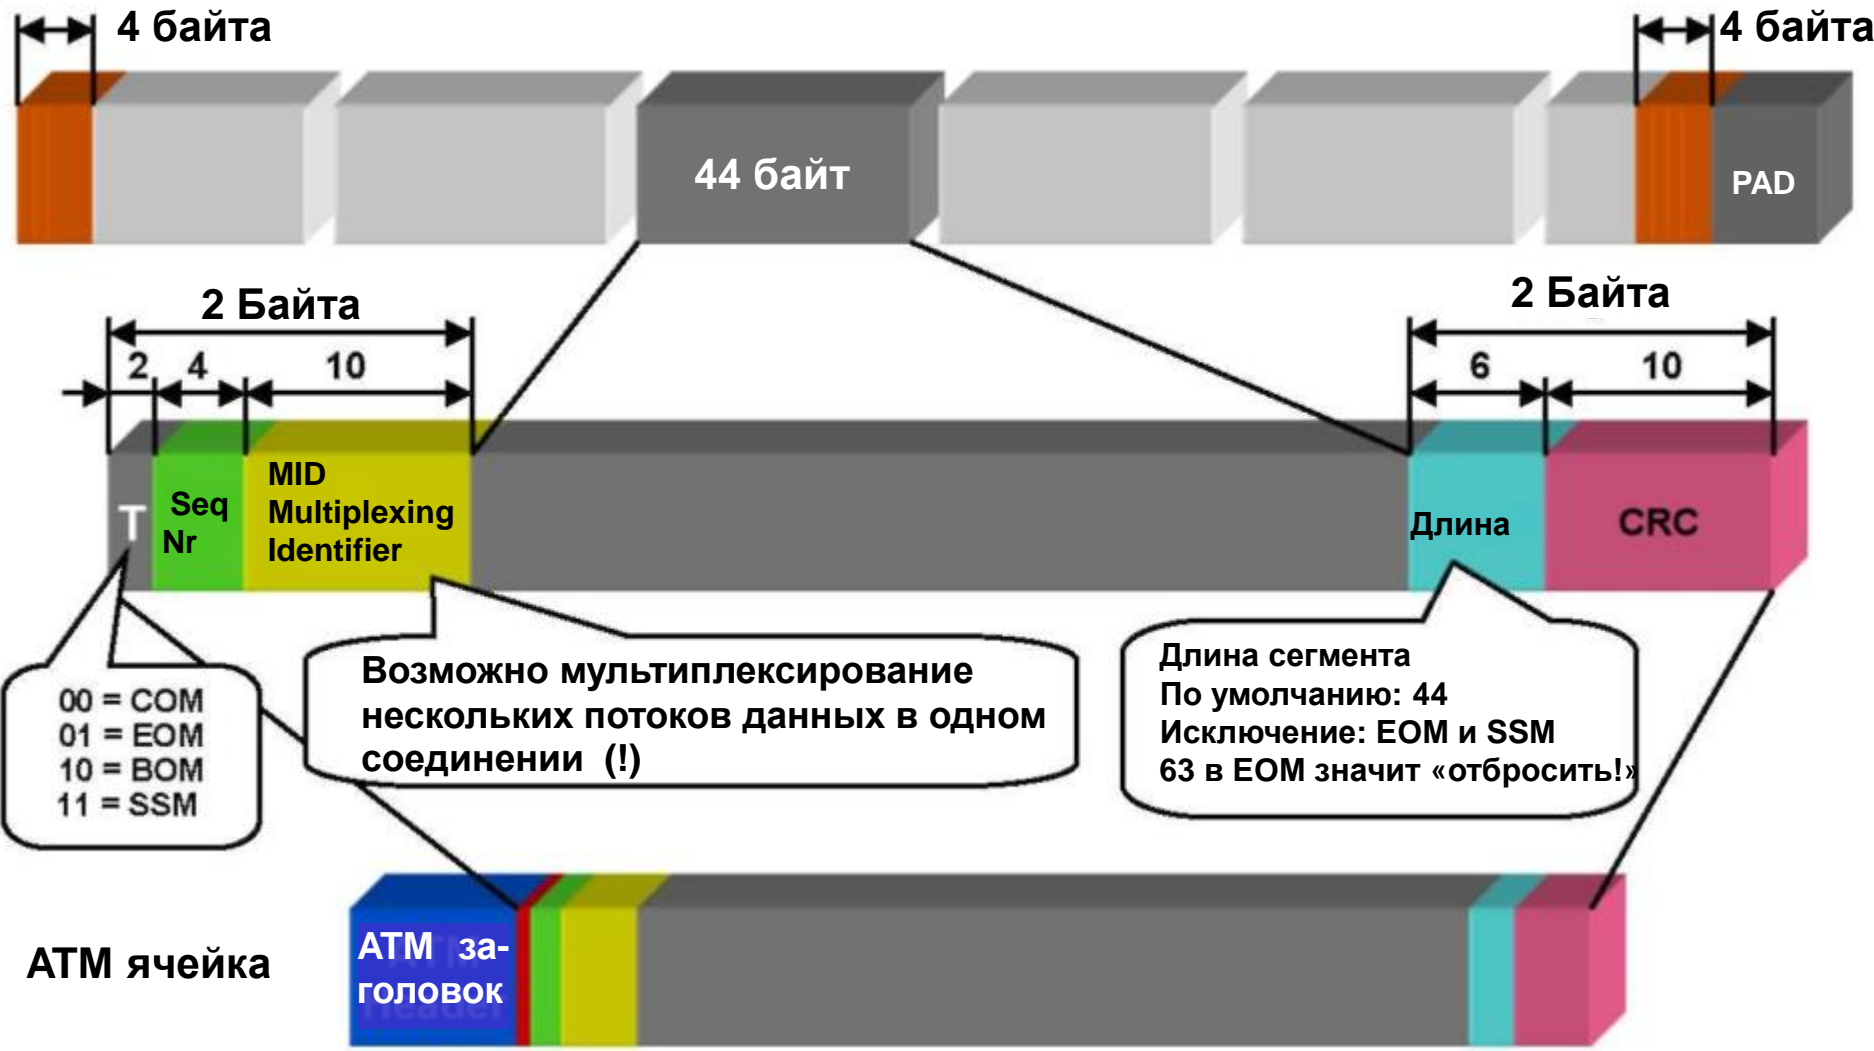 4 байта
4 байта
44 байт
PAD
2 Байта
2 Байта
2 4 10
6 10
T
Seq
Nr
MID
Multiplexing
Identifier
Длина
CRC
00 = COM
01 = EOM
10 = BOM
11 = SSM
Возможно мультиплексирование
нескольких потоков данных в одном
соединении (!)
Длина сегмента
По умолчанию: 44
Исключение: EOM и SSM
63 в EOM значит «отбросить!»
АТМ ячейка
АТМ за-
головок